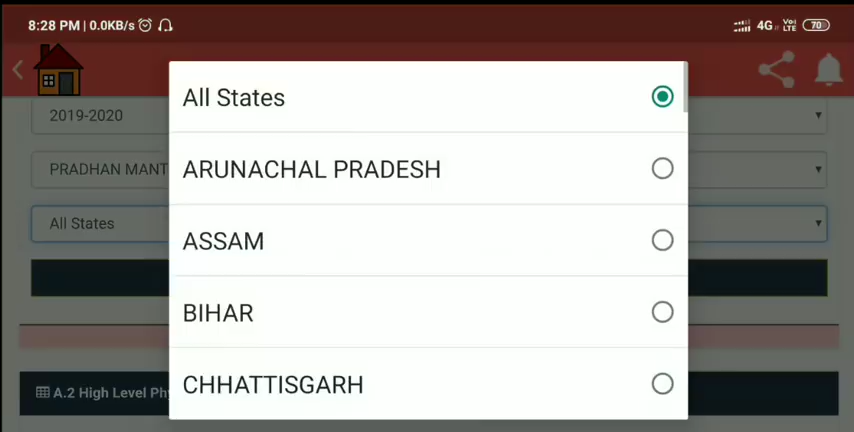 8:28 PM | 0.0KB/s
4G
Vo)
LTE
70
2019-2020
PRADHAN MANT
All States
All States
ARUNACHAL PRADESH
ASSAM
BIHAR
CHHATTISGARH
A.2 High Level Phy